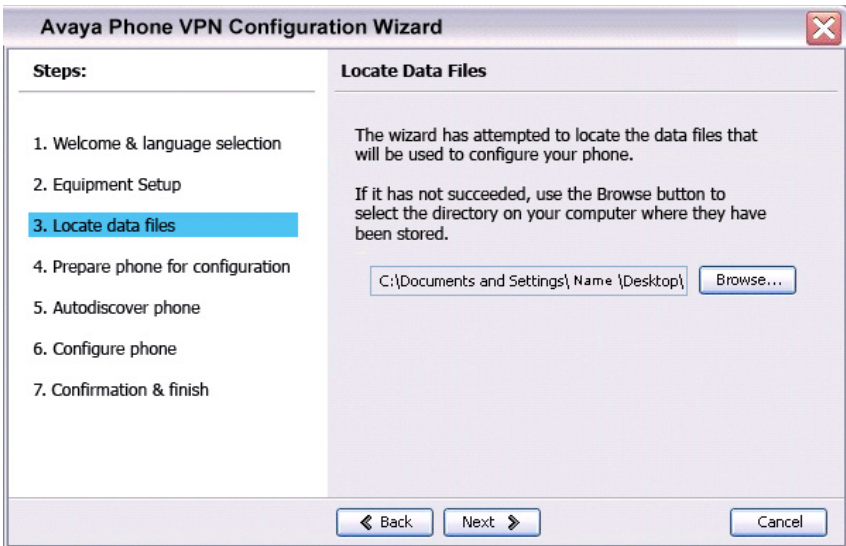 Avaya Phone VPN Configuration Wizard
Steps:
1. Welcome & language selection
2. Equipment Setup
3. Locate data files
4. Prepare phone for configuration
5. Autodiscover phone
6. Configure phone
7. Confirmation & finish
Locate Data Files
The wizard has attempted to locate the data files that
will be used to configure your phone.
If it has not succeeded, use the Browse button to
select the directory on your computer where they have
been stored.
C:\Documents and Settings\ Name \Desktop\
Browse...
Back
Next
Cancel